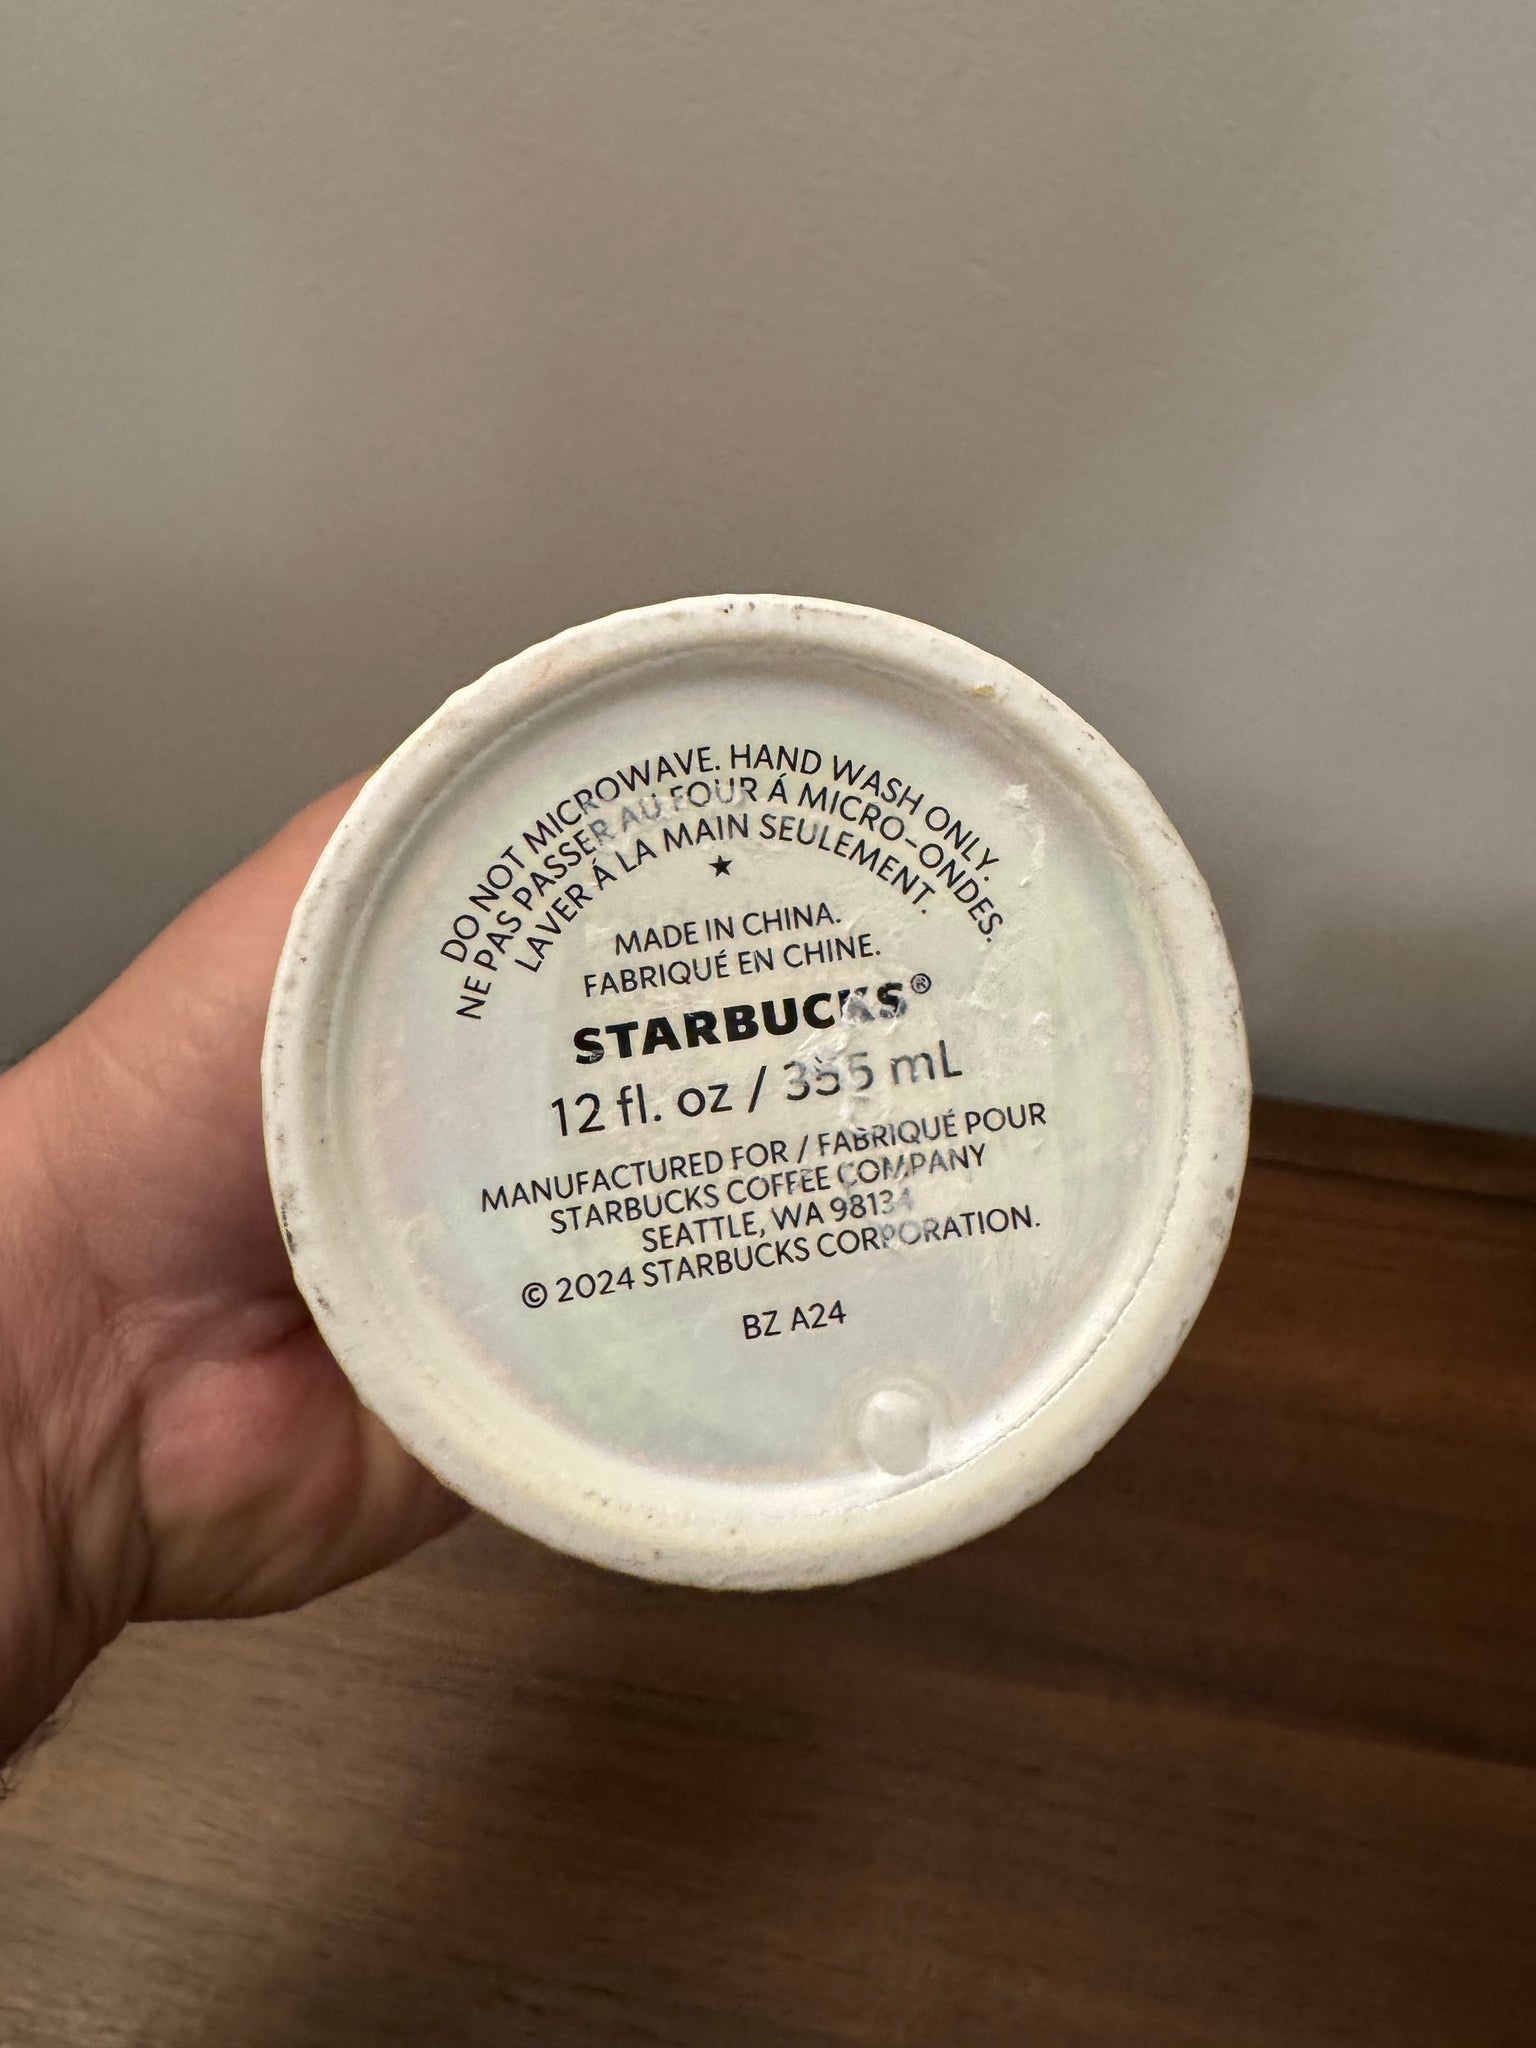 DO NOT MICROWAVE. HAND WASH ONLY.
NE PAS PASSER AU FOUR Á MICRO-ONDES.
LAVER Á LA MAIN SEULEMENT.
MADE IN CHINA.
FABRIQUÉ EN CHINE.
STARBUCKS®
12 fl. oz / 355 mL
MANUFACTURED FOR / FABRIQUÉ POUR
STARBUCKS COFFEE COMPANY
SEATTLE, WA 98134
© 2024 STARBUCKS CORPORATION.
BZ A24